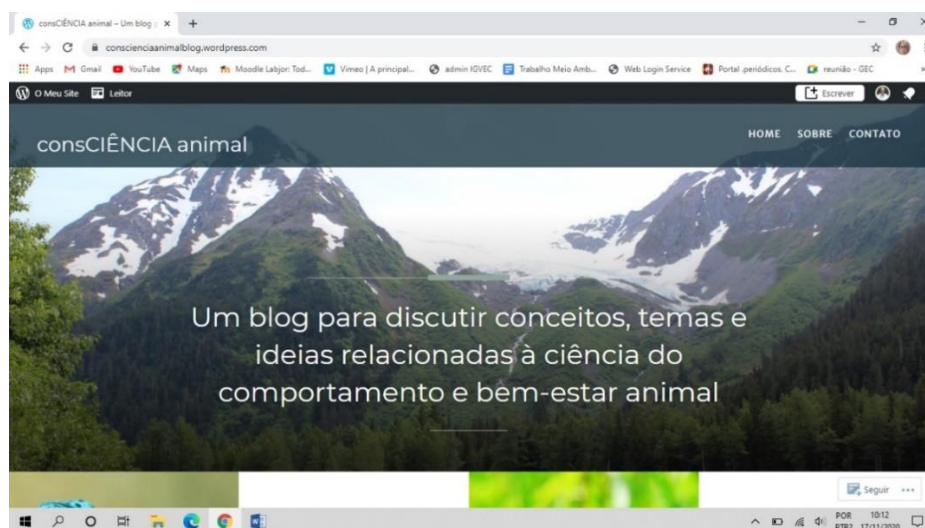 consCIÊNCIA animal – Um blog
conscienciaanimalblog.wordpress.com
Apps Gmail YouTube Maps Moodle Labjor: Tod... Vimeo | A principal... admin IGVEC Trabalho Meio Amb... Web Login Service Portal .periódicos. C... reunião - GEC
O Meu Site Leitor Escrever
consCIÊNCIA animal
HOME SOBRE CONTATO
Um blog para discutir conceitos, temas e
ideias relacionadas à ciência do
comportamento e bem-estar animal
Seguir
POR 10:12
PTB2 17/11/2020